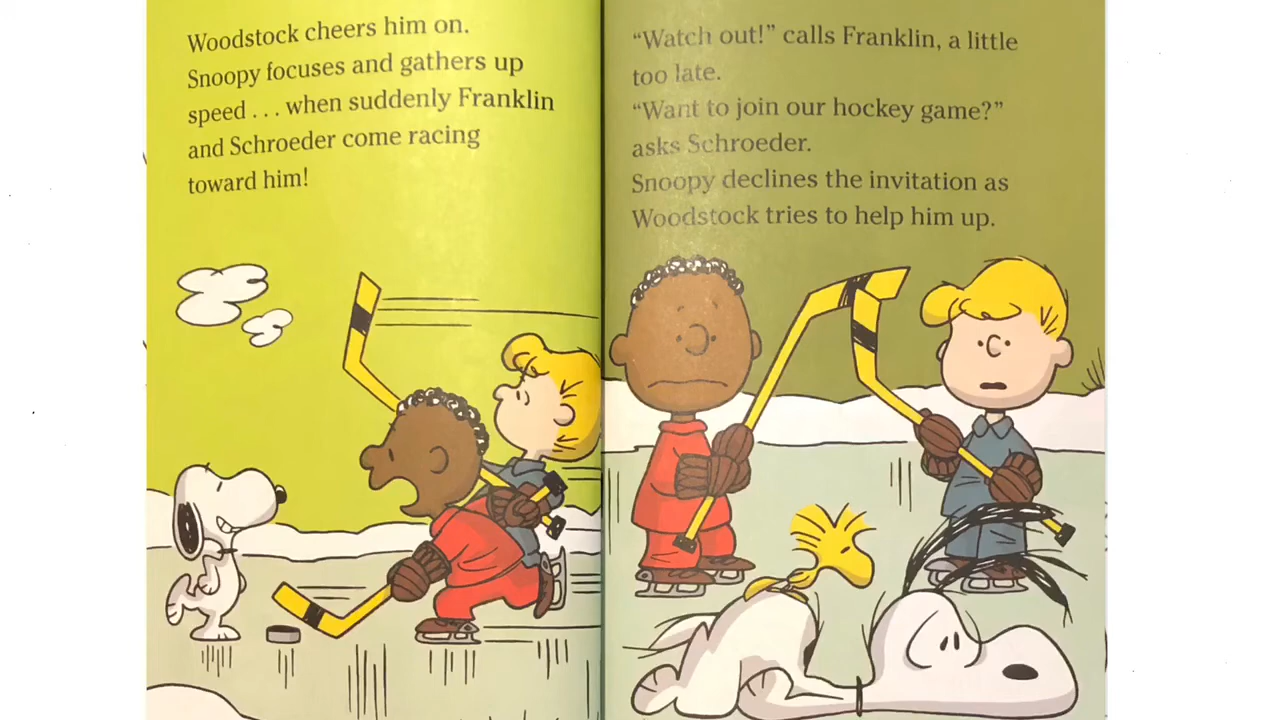 Woodstock cheers him on.
Snoopy focuses and gathers up
speed . . . when suddenly Franklin
and Schroeder come racing
toward him!
“Watch out!” calls Franklin, a little
too late.
“Want to join our hockey game?”
asks Schroeder.
Snoopy declines the invitation as
Woodstock tries to help him up.